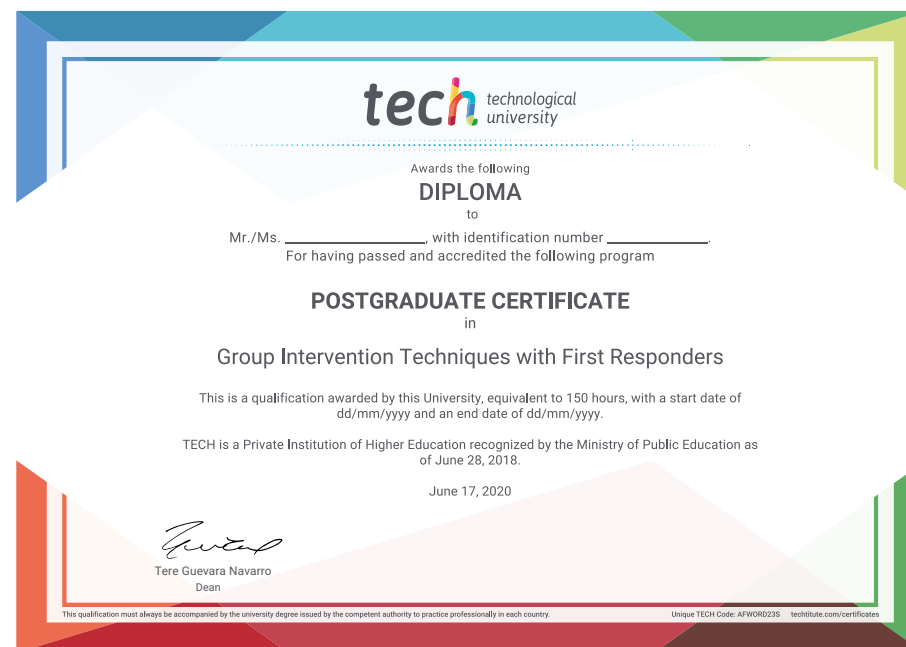 tech technological
university
Awards the following
DIPLOMA
to
Mr./Ms. ________________, with identification number ____________.
For having passed and accredited the following program
POSTGRADUATE CERTIFICATE
in
Group Intervention Techniques with First Responders
This is a qualification awarded by this University, equivalent to 150 hours, with a start date of
dd/mm/yyyy and an end date of dd/mm/yyyy.
TECH is a Private Institution of Higher Education recognized by the Ministry of Public Education as
of June 28, 2018.
June 17, 2020
Tere Guevara Navarro
Dean
This qualification must always be accompanied by the university degree issued by the competent authority to practice professionally in each country. Unique TECH Code: AFWORD23S techtitute.com/certificates